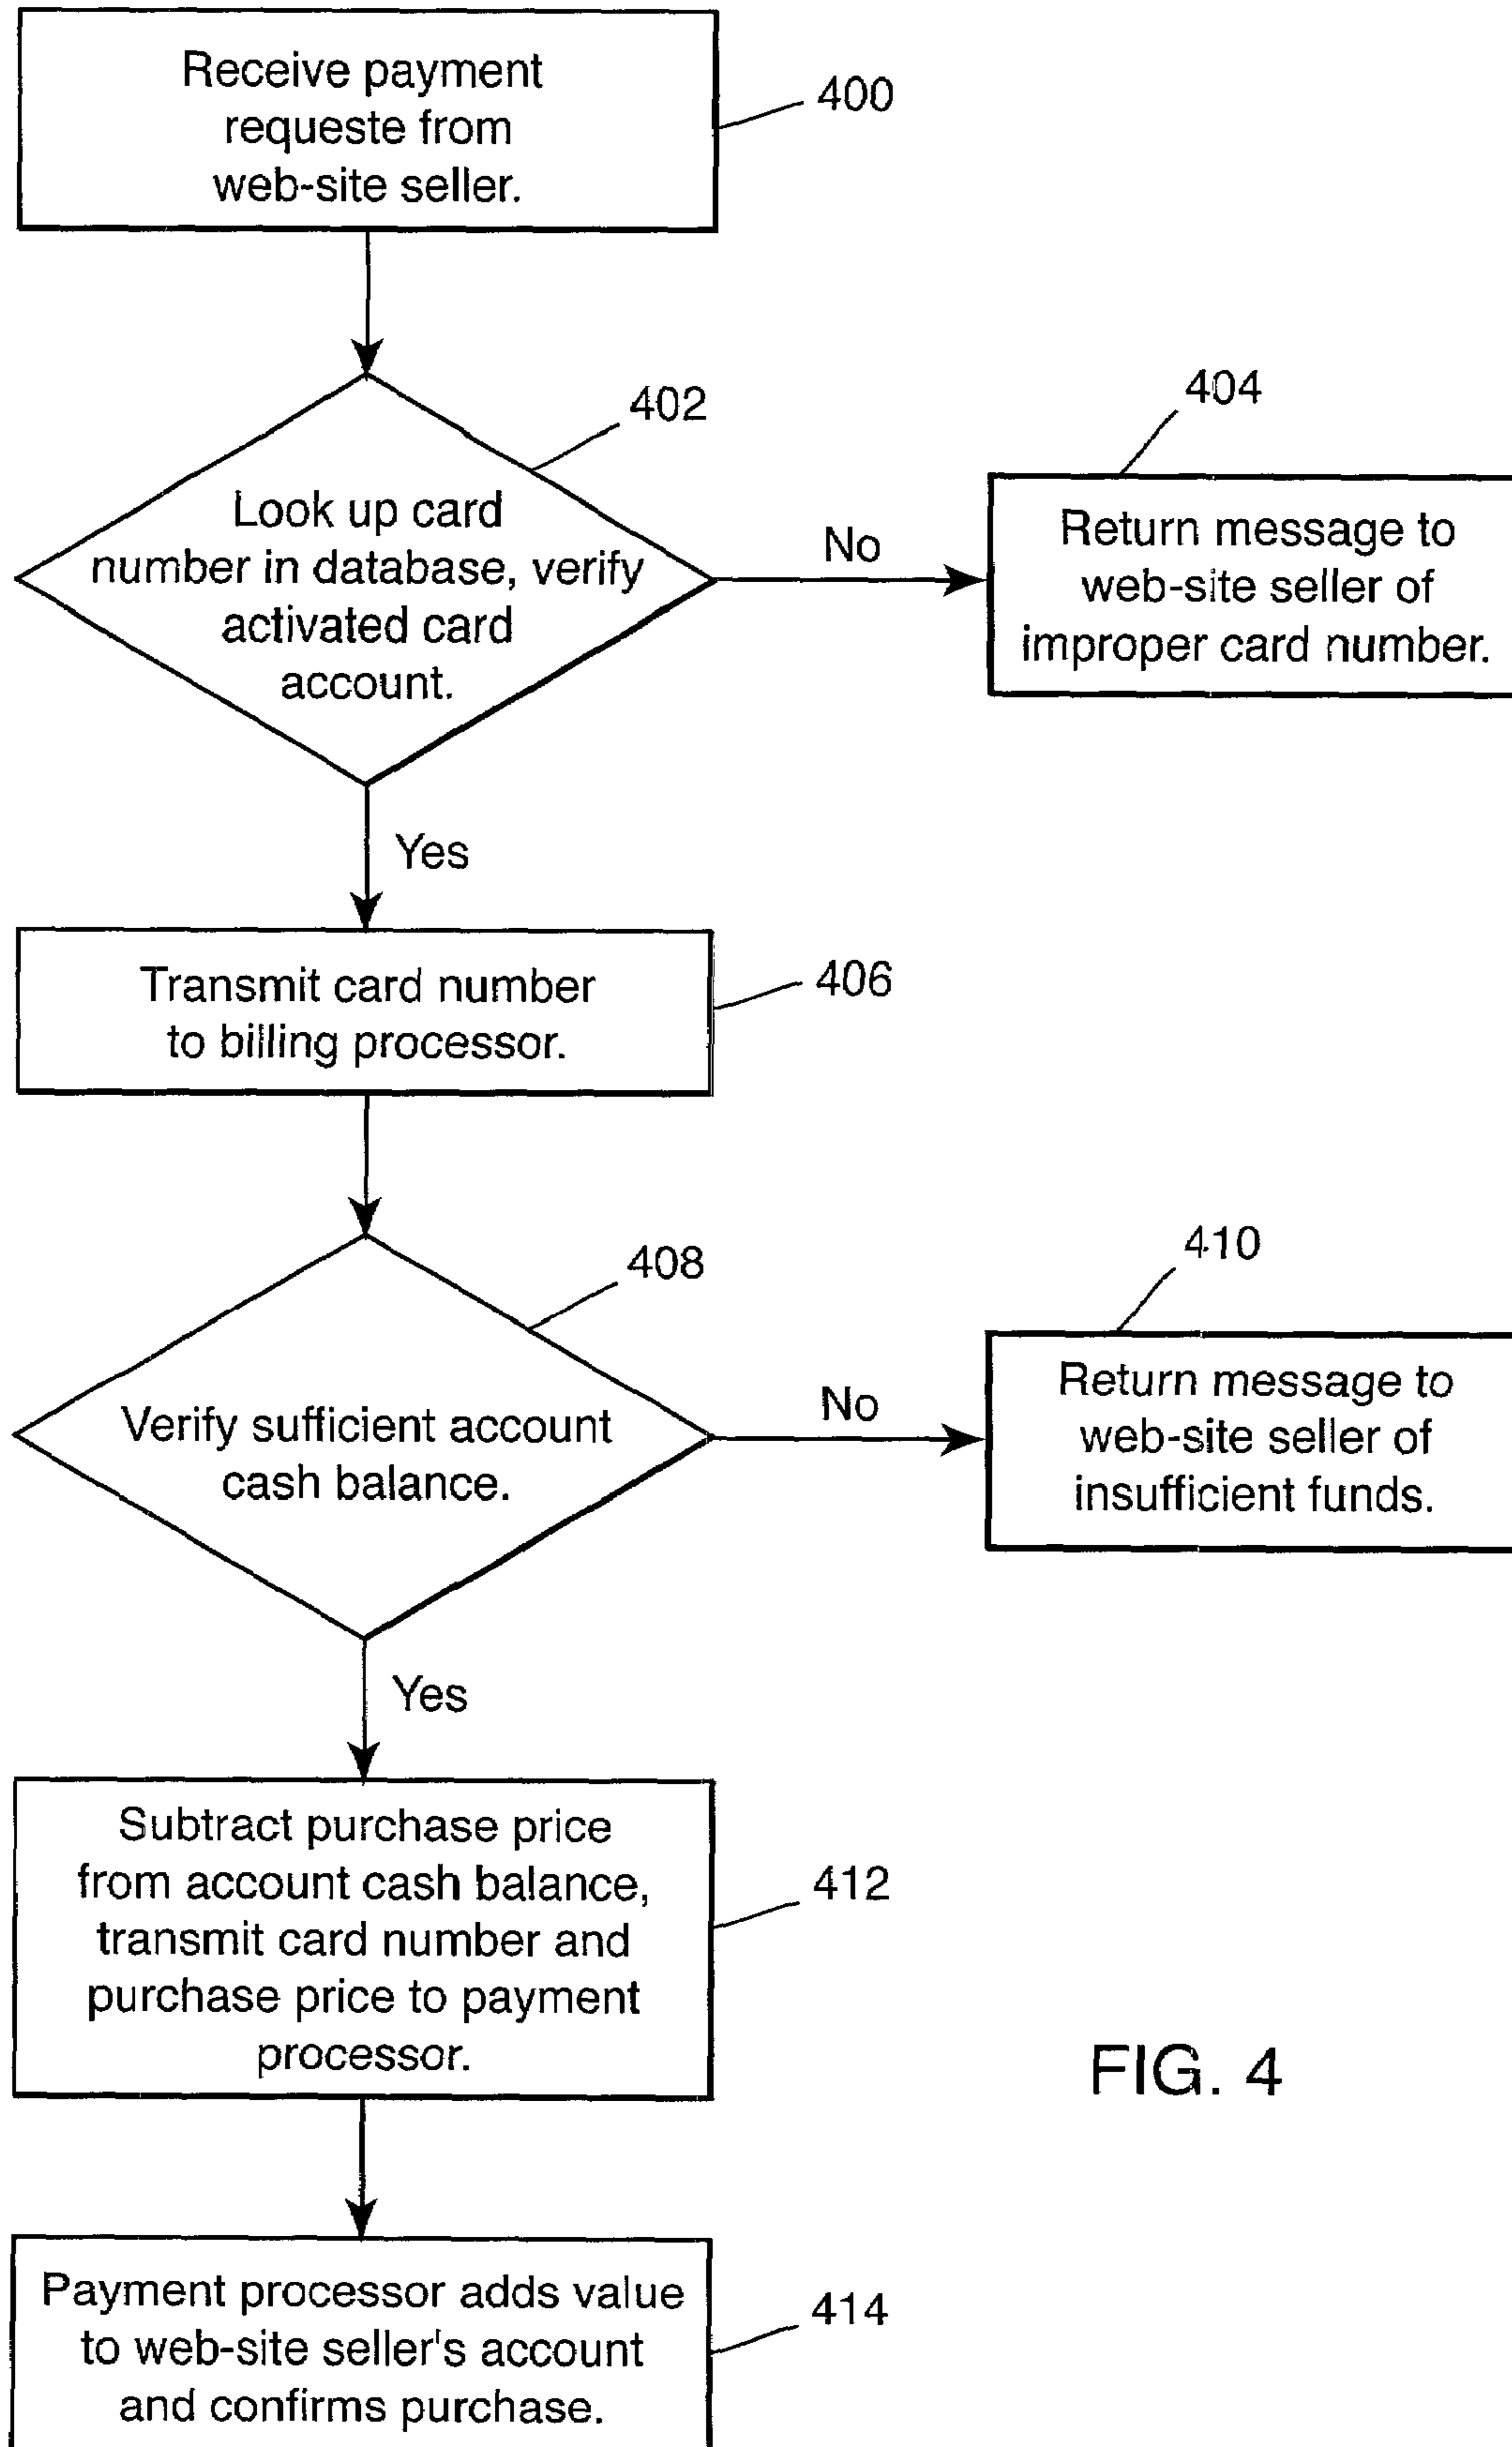 Receive payment
requeste from
web-site seller.
400
402
Look up card
number in database, verify
activated card
account.
No
404
Return message to
web-site seller of
improper card number.
Yes
Transmit card number
to billing processor.
406
408
Verify sufficient account
cash balance.
No
410
Return message to
web-site seller of
insufficient funds.
Yes
Subtract purchase price
from account cash balance,
transmit card number and
purchase price to payment
processor.
412
FIG. 4
Payment processor adds value
to web-site seller's account
and confirms purchase.
414